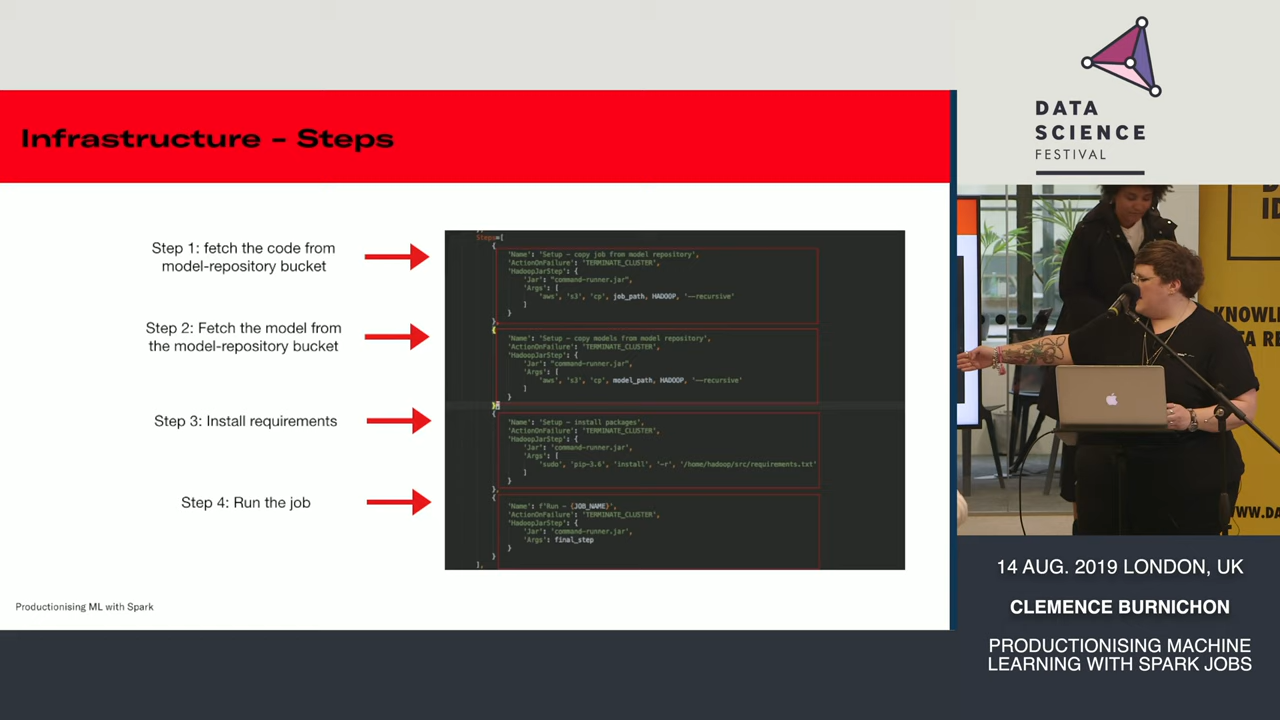 Infrastructure – Steps
Step 1: fetch the code from
model-repository bucket
Step 2: Fetch the model from
the model-repository bucket
Step 3: Install requirements
Step 4: Run the job
Steps=[
{
'Name': 'Setup - copy job from model repository',
'ActionOnFailure': 'TERMINATE_CLUSTER',
'HadoopJarStep': {
'Jar': 'command-runner.jar',
'Args': [
'aws', 's3', 'cp', job_path, HADOOP, '--recursive'
]
}
},
{
'Name': 'Setup - copy models from model repository',
'ActionOnFailure': 'TERMINATE_CLUSTER',
'HadoopJarStep': {
'Jar': 'command-runner.jar',
'Args': [
'aws', 's3', 'cp', model_path, HADOOP, '--recursive'
]
}
},
{
'Name': 'Setup - install packages',
'ActionOnFailure': 'TERMINATE_CLUSTER',
'HadoopJarStep': {
'Jar': 'command-runner.jar',
'Args': [
'sudo', 'pip-3.6', 'install', '-r', '/home/hadoop/src/requirements.txt'
]
}
},
{
'Name': f'Run - {JOB_NAME}',
'ActionOnFailure': 'TERMINATE_CLUSTER',
'HadoopJarStep': {
'Jar': 'command-runner.jar',
'Args': final_step
}
}
],
Productionising ML with Spark
DATA
SCIENCE
FESTIVAL
14 AUG. 2019 LONDON, UK
CLEMENCE BURNICHON
PRODUCTIONISING MACHINE
LEARNING WITH SPARK JOBS